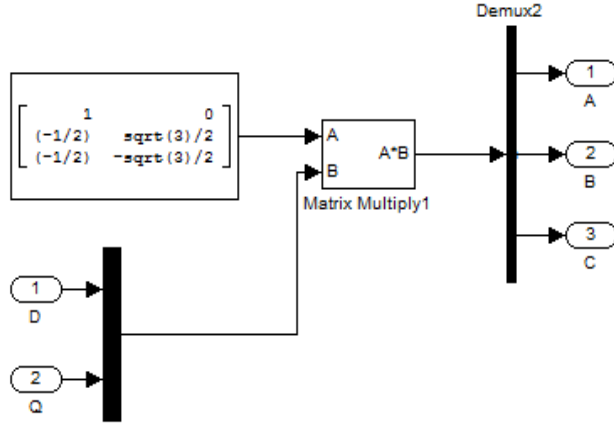 Demux2
1 0
(-1/2) sqrt(3)/2
(-1/2) -sqrt(3)/2
A
B
A*B
Matrix Multiply1
1
A
2
B
3
C
1
D
2
Q